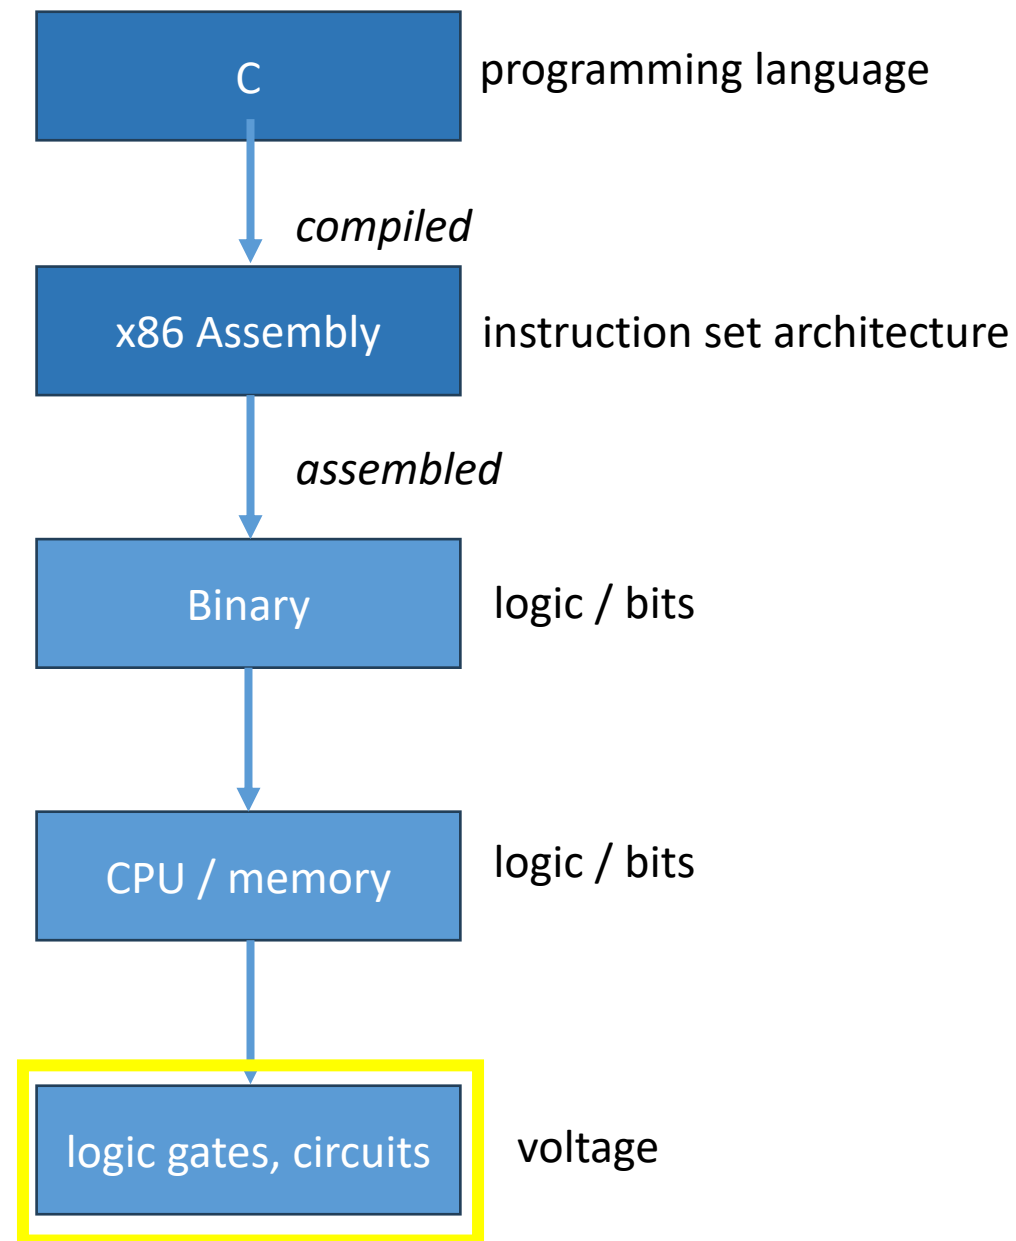 C
programming language
compiled
x86 Assembly
instruction set architecture
assembled
Binary
logic / bits
CPU / memory
logic / bits
logic gates, circuits
voltage